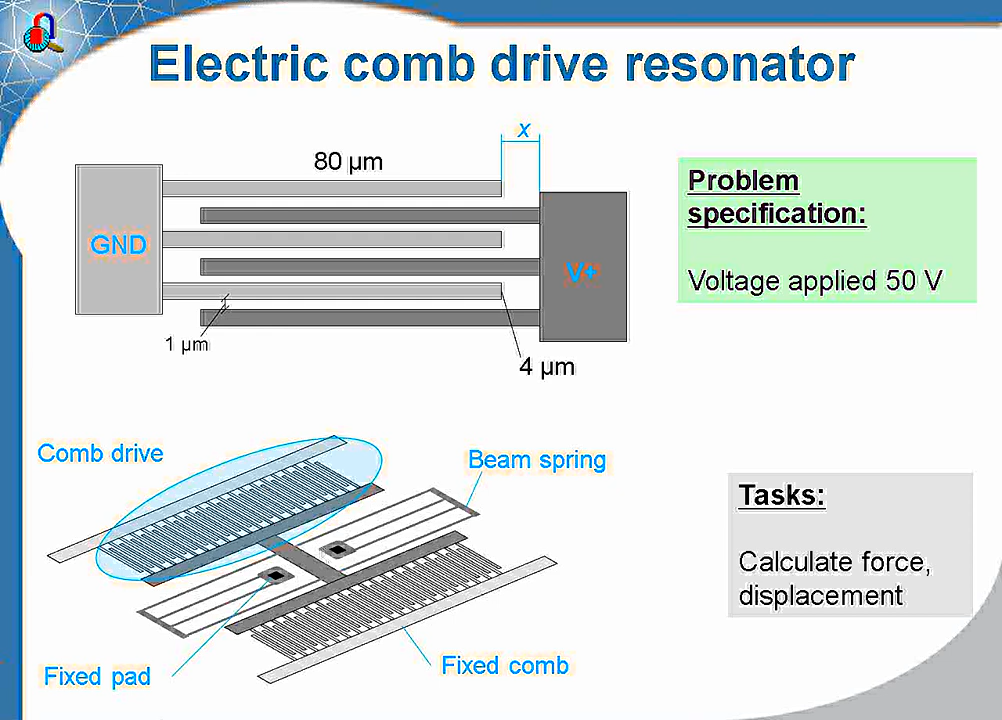 Electric comb drive resonator
x
80 µm
GND
V+
1 µm
4 µm
Problem
specification:
Voltage applied 50 V
Comb drive
Beam spring
Fixed pad
Fixed comb
Tasks:
Calculate force,
displacement